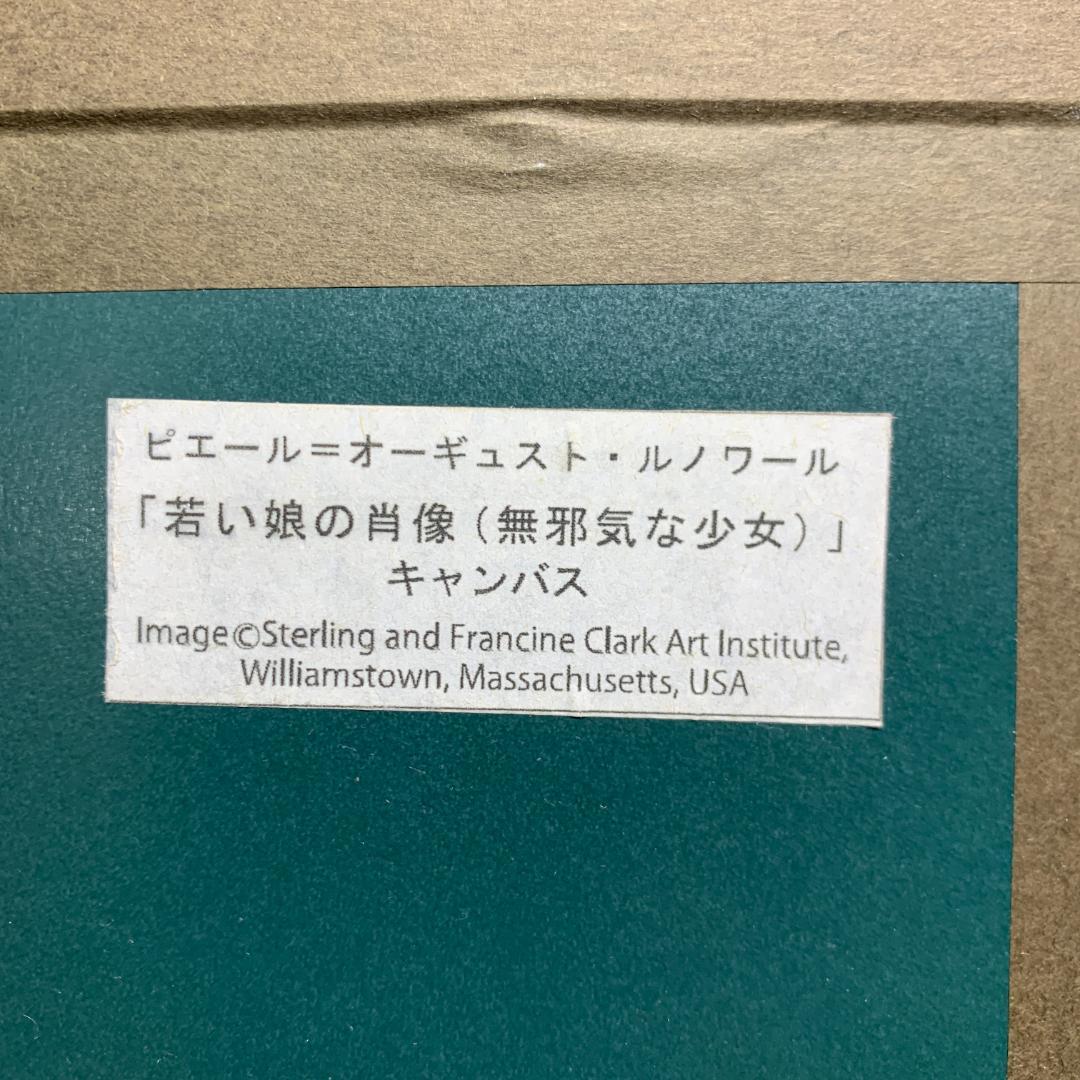 ピエール＝オーギュスト・ルノワール
「若い娘の肖像（無邪気な少女）」
キャンバス
Image©Sterling and Francine Clark Art Institute,
Williamstown, Massachusetts, USA